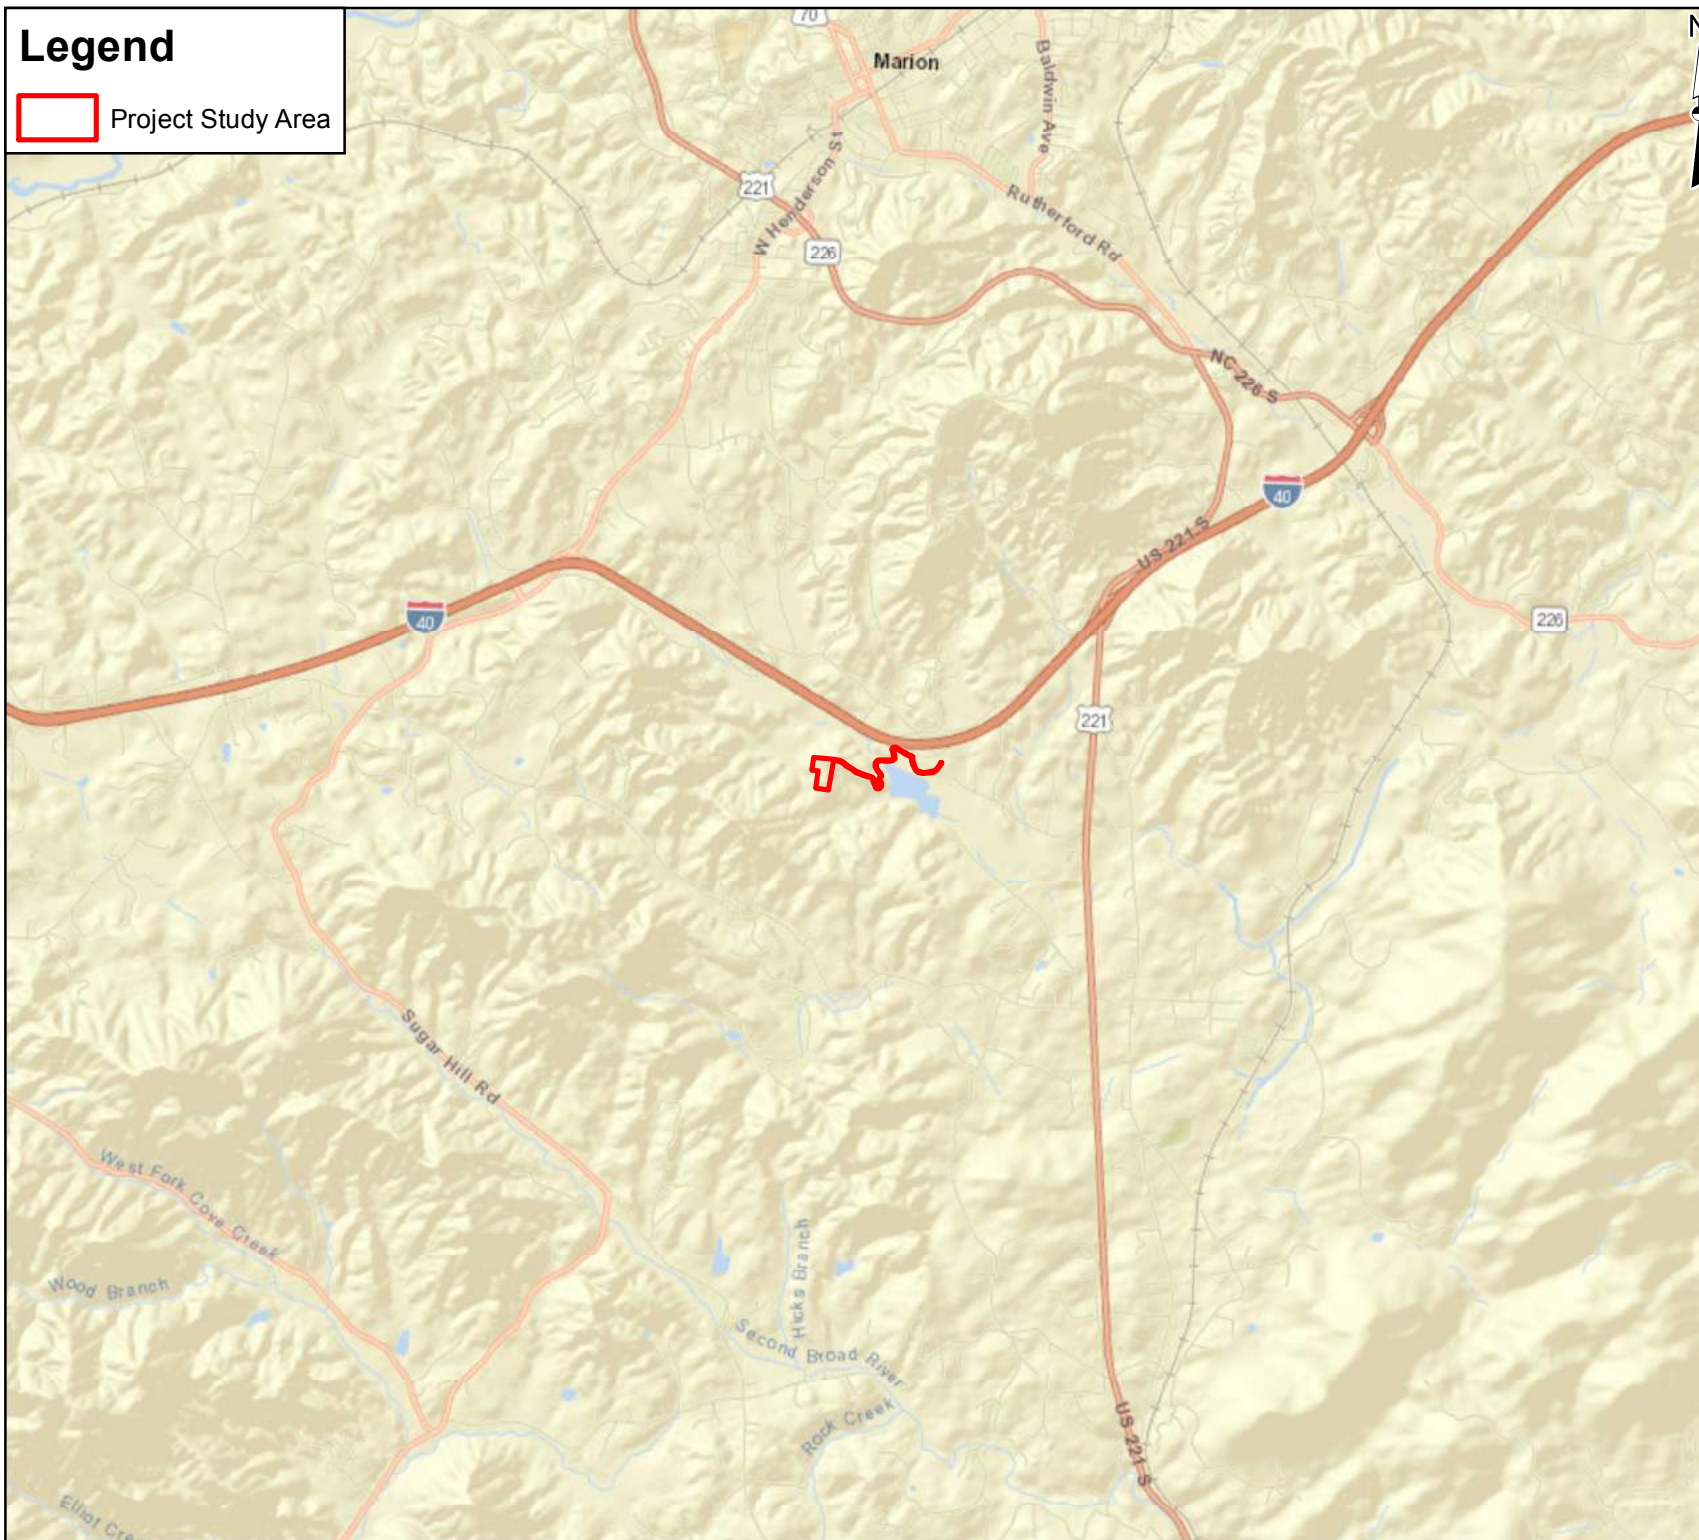 Legend
Project Study Area
N
70
Marion
Baldwin Ave
221
W Henderson St
226
Rutherford Rd
NC 226 S
40
US 221 S
40
226
221
Sugar Hill Rd
West Fork Cove Creek
Wood Branch
Hicks Branch
Second Broad River
Rock Creek
US 221 S
Elliot Cre